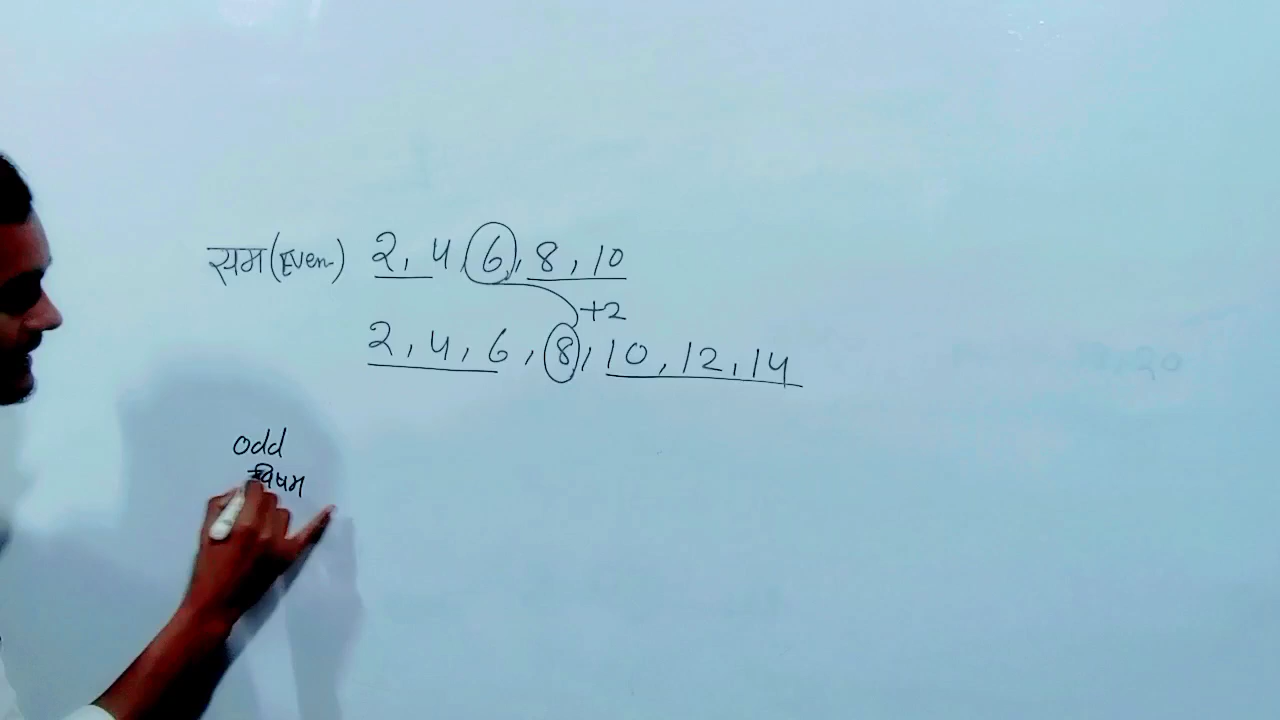 सम (Even) 2, 4, 6, 8, 10
+2
2, 4, 6, 8, 10, 12, 14
odd
विषम